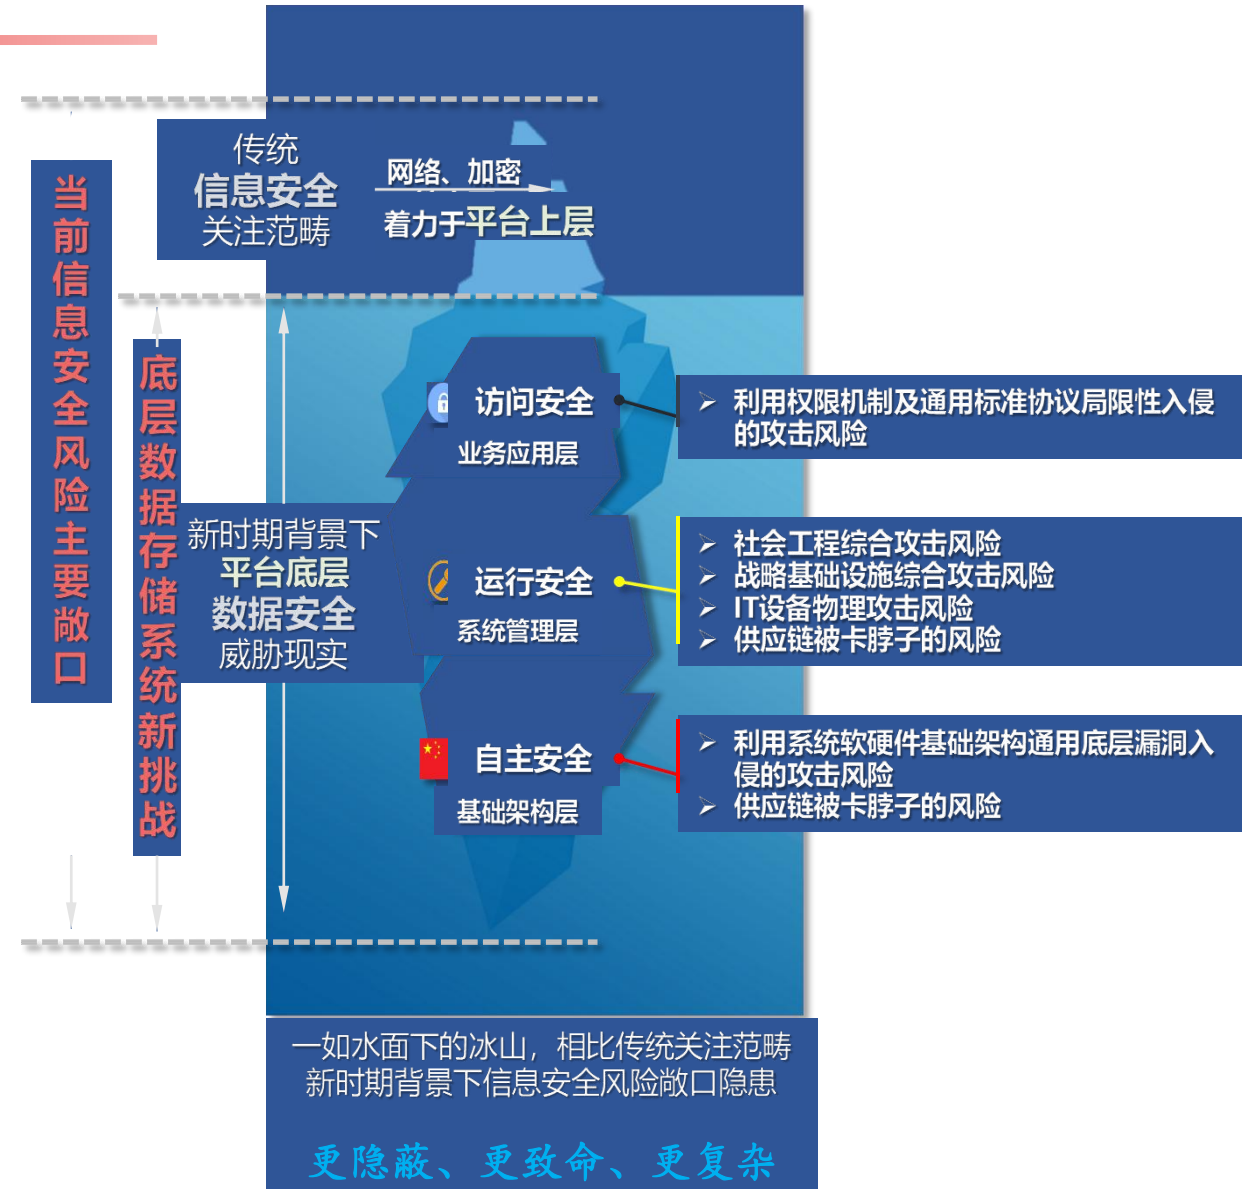 当前信息安全风险主要敞口
底层数据存储系统新挑战
传统
信息安全
关注范畴
网络、加密
着力于平台上层
新时期背景下
平台底层
数据安全
威胁现实
访问安全
业务应用层
利用权限机制及通用标准协议局限性入侵
的攻击风险
运行安全
系统管理层
社会工程综合攻击风险
战略基础设施综合攻击风险
IT设备物理攻击风险
供应链被卡脖子的风险
自主安全
基础架构层
利用系统软硬件基础架构通用底层漏洞入
侵的攻击风险
供应链被卡脖子的风险
一如水面下的冰山，相比传统关注范畴
新时期背景下信息安全风险敞口隐患
更隐蔽、更致命、更复杂